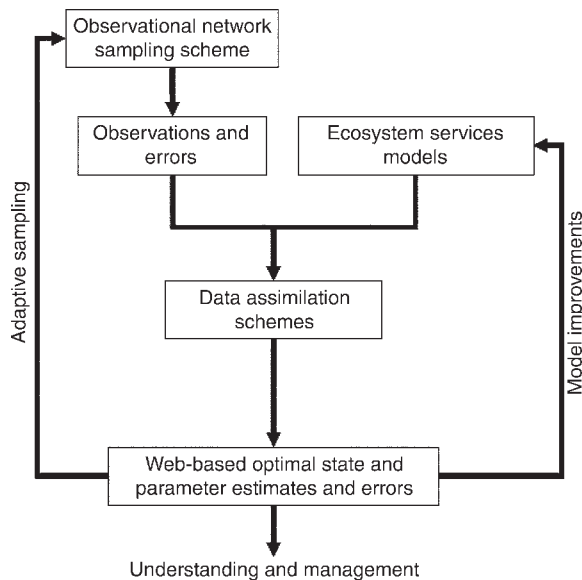 Observational network
sampling scheme
Observations and
errors
Ecosystem services
models
Adaptive sampling
Model improvements
Data assimilation
schemes
Web-based optimal state and
parameter estimates and errors
Understanding and management